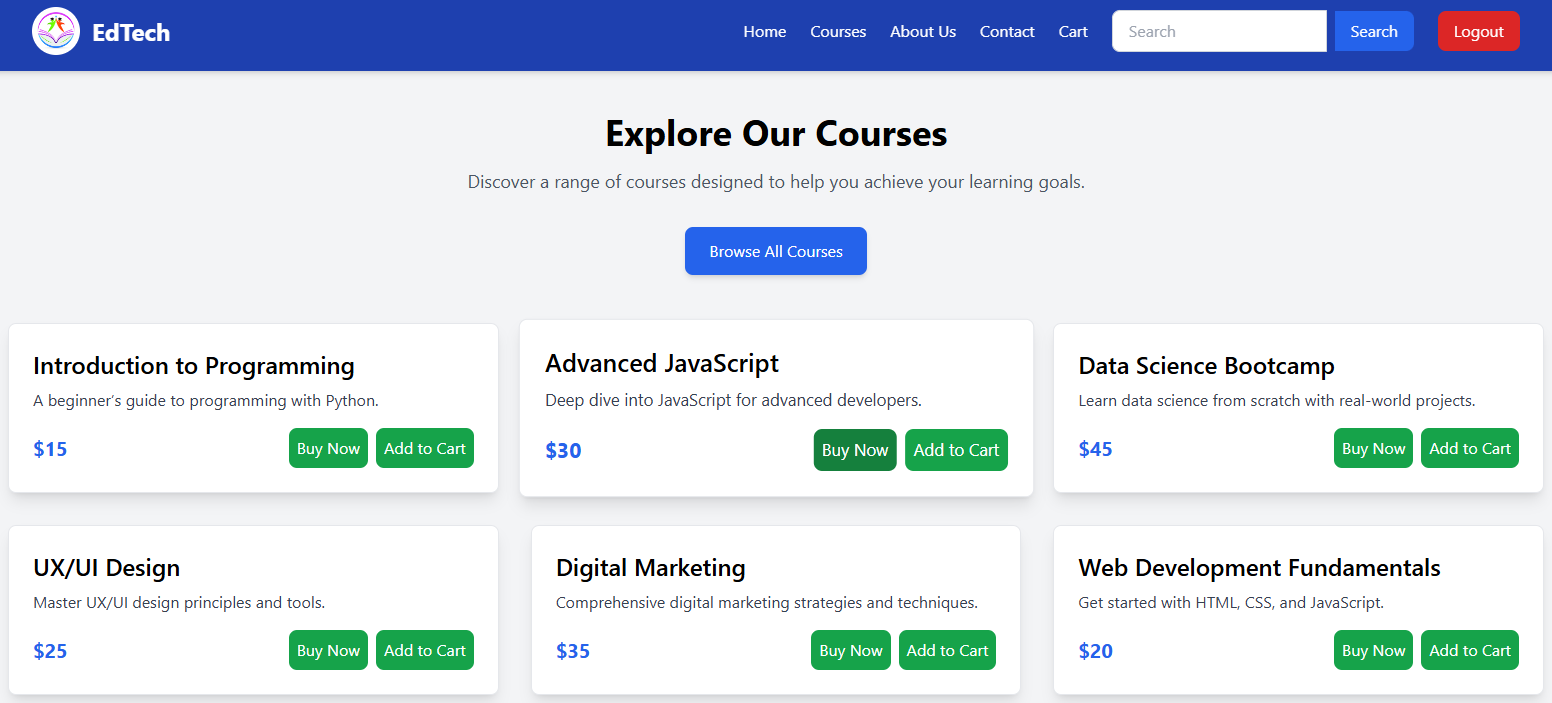 EdTech
Home Courses About Us Contact Cart Search Search Logout
Explore Our Courses
Discover a range of courses designed to help you achieve your learning goals.
Browse All Courses
Introduction to Programming
A beginner's guide to programming with Python.
$15 Buy Now Add to Cart
Advanced JavaScript
Deep dive into JavaScript for advanced developers.
$30 Buy Now Add to Cart
Data Science Bootcamp
Learn data science from scratch with real-world projects.
$45 Buy Now Add to Cart
UX/UI Design
Master UX/UI design principles and tools.
$25 Buy Now Add to Cart
Digital Marketing
Comprehensive digital marketing strategies and techniques.
$35 Buy Now Add to Cart
Web Development Fundamentals
Get started with HTML, CSS, and JavaScript.
$20 Buy Now Add to Cart